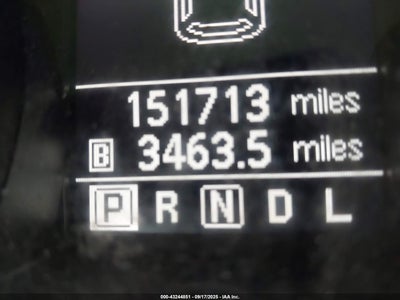 151713 miles
B 3463.5 miles
P R N D L
000-43244851 - 09/17/2025 - IAA Inc.